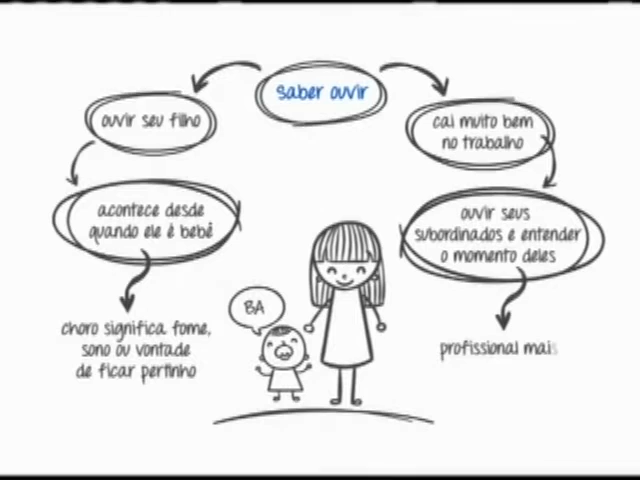 saber ouvir
ouvir seu filho
acontece desde
quando ele é bebê
choro significa fome,
sono ou vontade
de ficar pertinho
BA
cai muito bem
no trabalho
ouvir seus
subordinados e entender
o momento deles
profissional mais